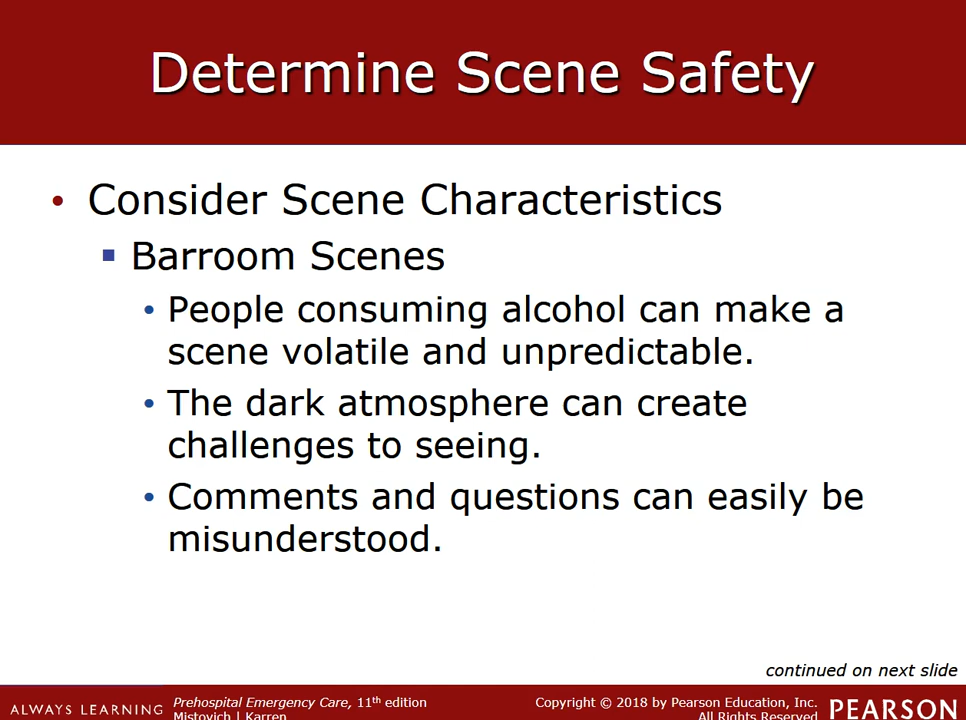 Determine Scene Safety
• Consider Scene Characteristics
▪ Barroom Scenes
• People consuming alcohol can make a
scene volatile and unpredictable.
• The dark atmosphere can create
challenges to seeing.
• Comments and questions can easily be
misunderstood.
continued on next slide
ALWAYS LEARNING
Prehospital Emergency Care, 11th edition
Mistovich | Karren
Copyright © 2018 by Pearson Education, Inc.
All Rights Reserved
PEARSON